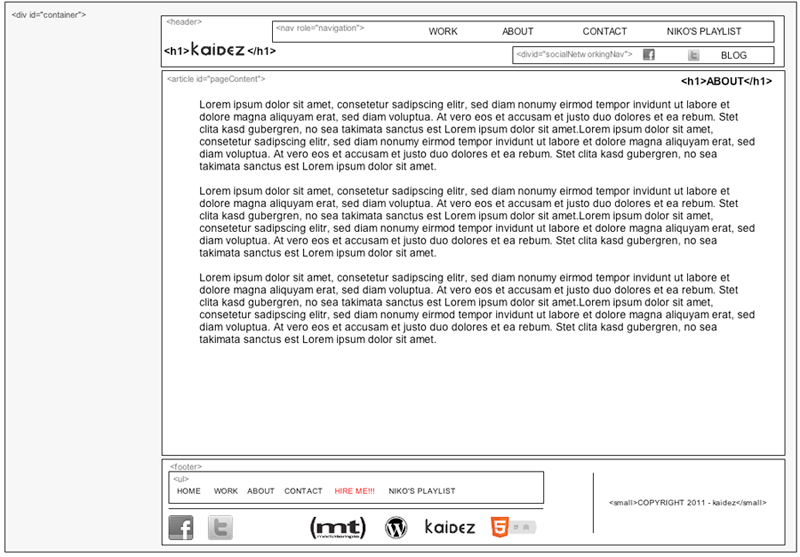 <div id="container">
<header>
<nav role="navigation"> WORK ABOUT CONTACT NIKO'S PLAYLIST
<h1>kaidez</h1>
<divid="socialNetworkingNav"> f t BLOG
<article id="pageContent">
<h1>ABOUT</h1>
Lorem ipsum dolor sit amet, consetetur sadipscing elitr, sed diam nonumy eirmod tempor invidunt ut labore et
dolore magna aliquyam erat, sed diam voluptua. At vero eos et accusam et justo duo dolores et ea rebum. Stet
clita kasd gubergren, no sea takimata sanctus est Lorem ipsum dolor sit amet.Lorem ipsum dolor sit amet,
consetetur sadipscing elitr, sed diam nonumy eirmod tempor invidunt ut labore et dolore magna aliquyam erat, sed
diam voluptua. At vero eos et accusam et justo duo dolores et ea rebum. Stet clita kasd gubergren, no sea
takimata sanctus est Lorem ipsum dolor sit amet.
Lorem ipsum dolor sit amet, consetetur sadipscing elitr, sed diam nonumy eirmod tempor invidunt ut labore et
dolore magna aliquyam erat, sed diam voluptua. At vero eos et accusam et justo duo dolores et ea rebum. Stet
clita kasd gubergren, no sea takimata sanctus est Lorem ipsum dolor sit amet.Lorem ipsum dolor sit amet,
consetetur sadipscing elitr, sed diam nonumy eirmod tempor invidunt ut labore et dolore magna aliquyam erat, sed
diam voluptua. At vero eos et accusam et justo duo dolores et ea rebum. Stet clita kasd gubergren, no sea
takimata sanctus est Lorem ipsum dolor sit amet.
Lorem ipsum dolor sit amet, consetetur sadipscing elitr, sed diam nonumy eirmod tempor invidunt ut labore et
dolore magna aliquyam erat, sed diam voluptua. At vero eos et accusam et justo duo dolores et ea rebum. Stet
clita kasd gubergren, no sea takimata sanctus est Lorem ipsum dolor sit amet.Lorem ipsum dolor sit amet,
consetetur sadipscing elitr, sed diam nonumy eirmod tempor invidunt ut labore et dolore magna aliquyam erat, sed
diam voluptua. At vero eos et accusam et justo duo dolores et ea rebum. Stet clita kasd gubergren, no sea
takimata sanctus est Lorem ipsum dolor sit amet.
<footer>
<ul>
HOME WORK ABOUT CONTACT HIRE ME!!! NIKO'S PLAYLIST
<small>COPYRIGHT 2011 - kaidez</small>
f t (mt) W kaidez 5
mediatemple